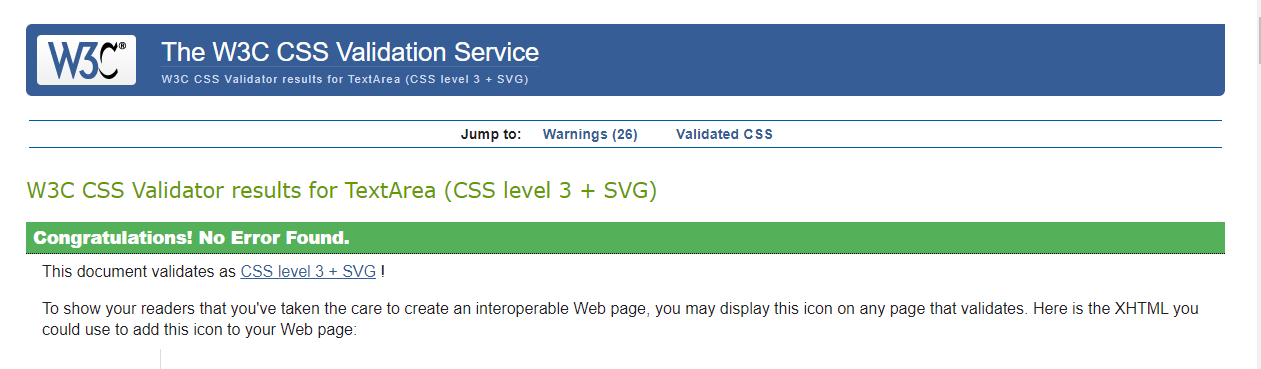 W3C®
The W3C CSS Validation Service
W3C CSS Validator results for TextArea (CSS level 3 + SVG)
Jump to: Warnings (26) Validated CSS
W3C CSS Validator results for TextArea (CSS level 3 + SVG)
Congratulations! No Error Found.
This document validates as CSS level 3 + SVG !
To show your readers that you've taken the care to create an interoperable Web page, you may display this icon on any page that validates. Here is the XHTML you
could use to add this icon to your Web page: